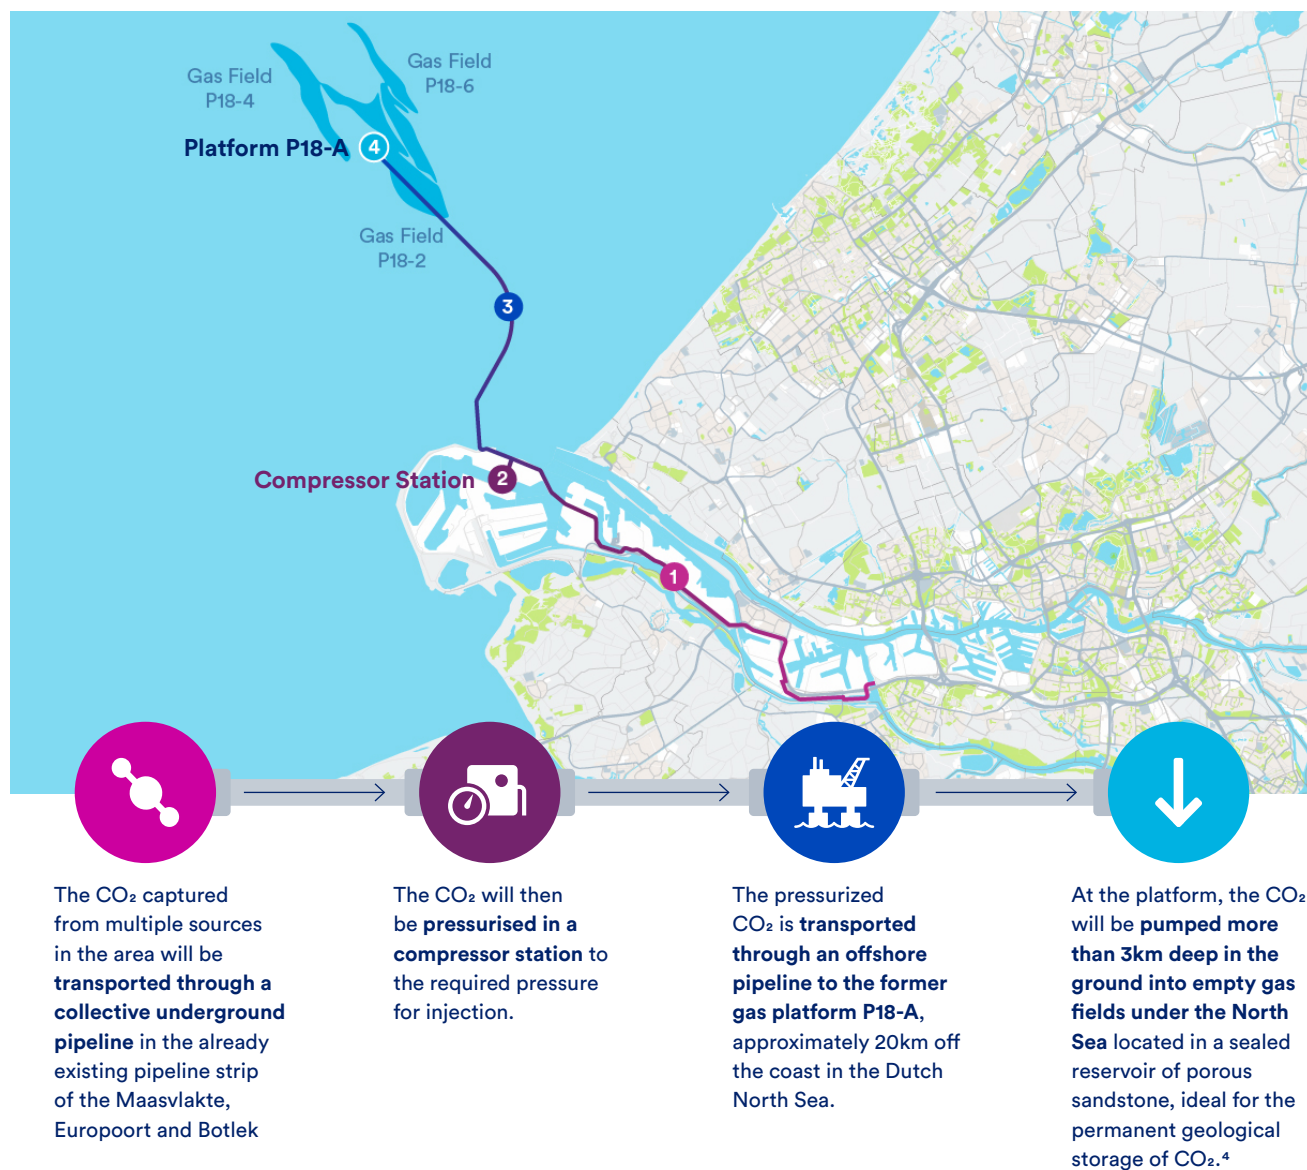 Gas Field
P18-4
Gas Field
P18-6
Platform P18-A
4
Gas Field
P18-2
3
Compressor Station
2
1
The CO₂ captured
from multiple sources
in the area will be
transported through a
collective underground
pipeline in the already
existing pipeline strip
of the Maasvlakte,
Europoort and Botlek
The CO₂ will then
be pressurised in a
compressor station to
the required pressure
for injection.
The pressurized
CO₂ is transported
through an offshore
pipeline to the former
gas platform P18-A,
approximately 20km off
the coast in the Dutch
North Sea.
At the platform, the CO₂
will be pumped more
than 3km deep in the
ground into empty gas
fields under the North
Sea located in a sealed
reservoir of porous
sandstone, ideal for the
permanent geological
storage of CO₂.⁴